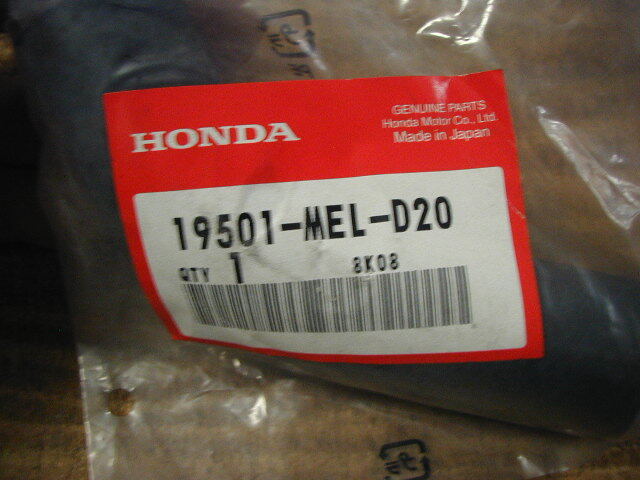 HONDA
GENUINE PARTS
Honda Motor Co., Ltd.
Made in Japan
19501-MEL-D20
QTY 1 8K08